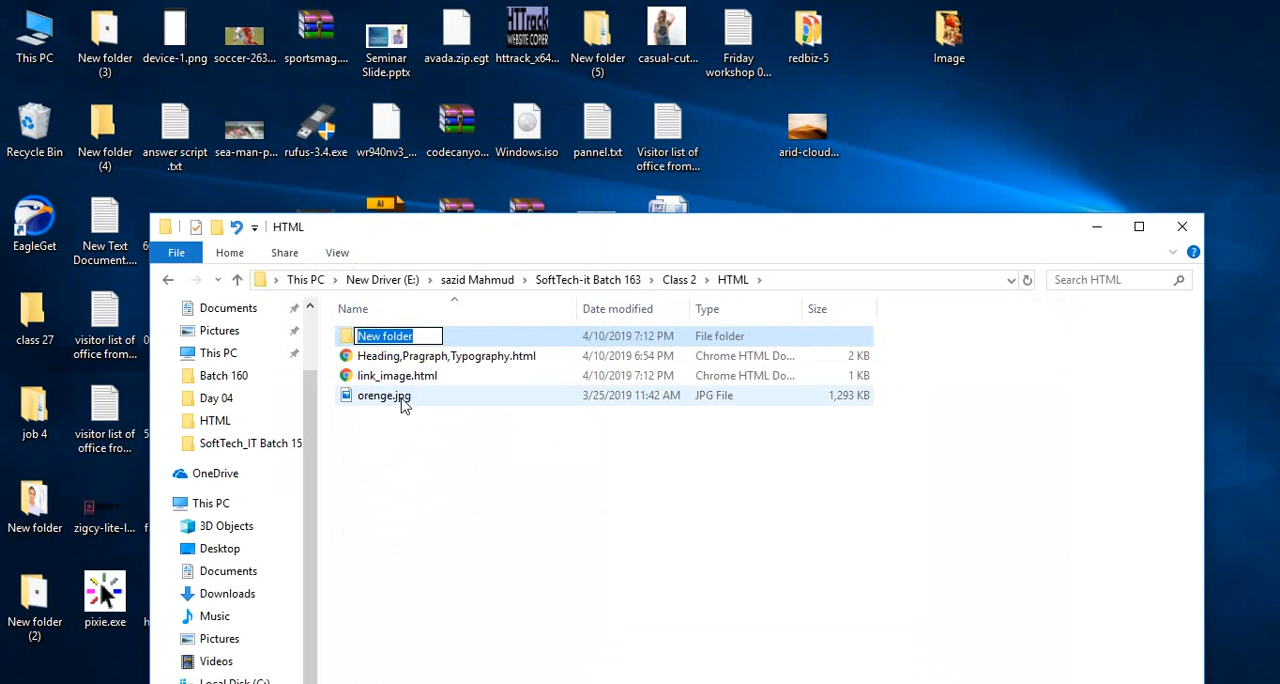 This PC
New folder
(3)
device-1.png
soccer-263...
sportsmag....
Seminar
Slide.pptx
avada.zip.egt
HTTrack
WEBSITE COPIER
httrack_x64...
New folder
(5)
casual-cut...
Friday
workshop 0...
redbiz-5
Image
Recycle Bin
New folder
(4)
answer script
.txt
sea-man-p...
rufus-3.4.exe
wr940nv3_...
codecanyo...
Windows.iso
pannel.txt
Visitor list of
office from...
arid-cloud...
EagleGet
New Text
Document....
Ai
HTML
File
Home
Share
View
This PC
New Driver (E:)
sazid Mahmud
SoftTech-it Batch 163
Class 2
HTML
Search HTML
Documents
Pictures
This PC
Batch 160
Day 04
HTML
SoftTech_IT Batch 15
OneDrive
This PC
3D Objects
Desktop
Documents
Downloads
Music
Pictures
Videos
Local Disk (C:)
Name
Date modified
Type
Size
New folder
4/10/2019 7:12 PM
File folder
Heading,Pragraph,Typography.html
4/10/2019 6:54 PM
Chrome HTML Do...
2 KB
link_image.html
4/10/2019 7:12 PM
Chrome HTML Do...
1 KB
orenge.jpg
3/25/2019 11:42 AM
JPG File
1,293 KB
class 27
visitor list of
office from...
job 4
visitor list of
office fro...
New folder
zigcy-lite-l...
New folder
(2)
pixie.exe